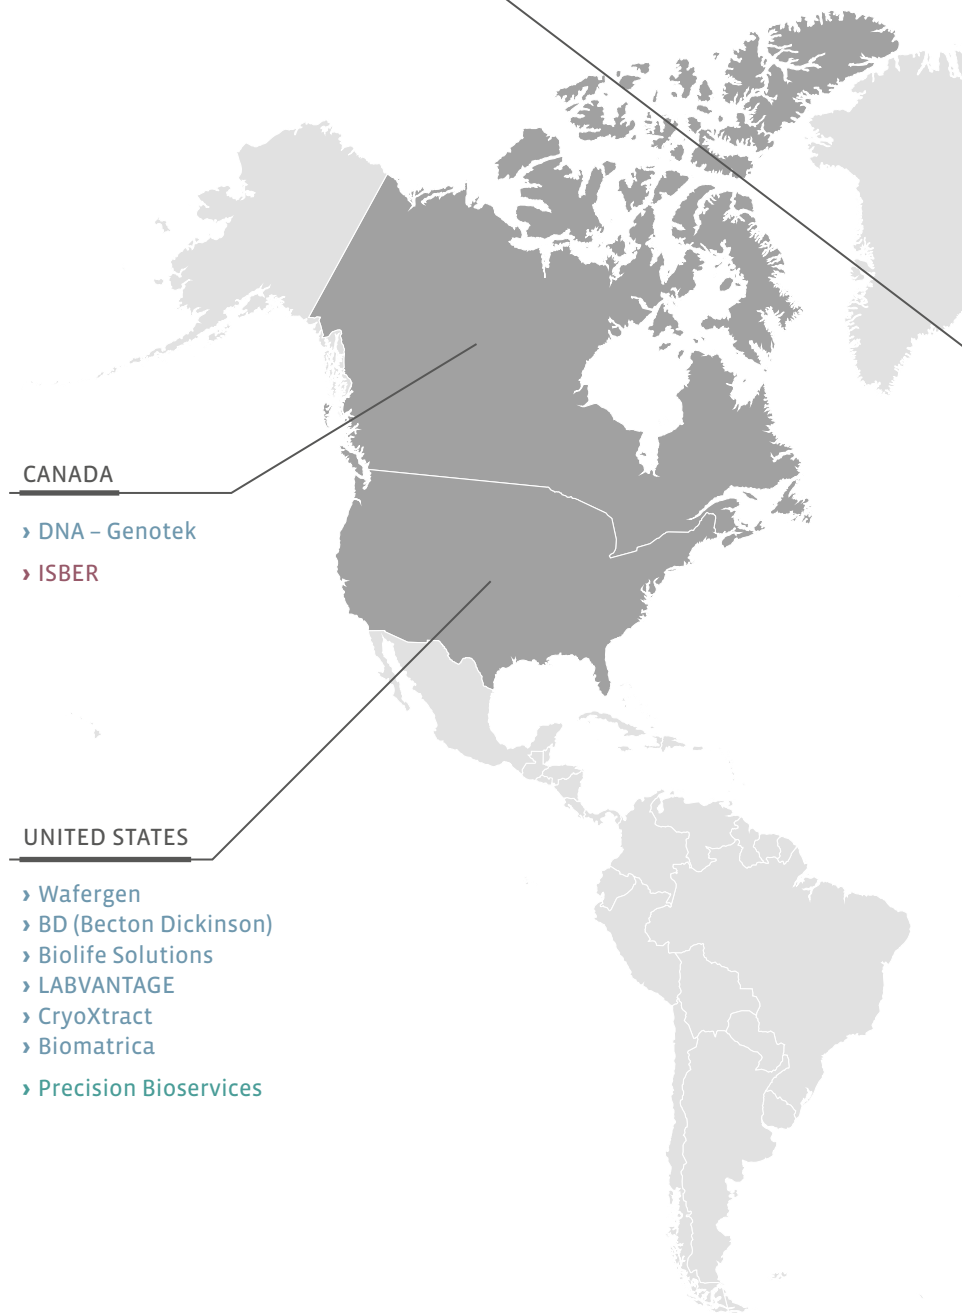 CANADA
› DNA – Genotek
› ISBER
UNITED STATES
› Wafergen
› BD (Becton Dickinson)
› Biolife Solutions
› LABVANTAGE
› CryoXtract
› Biomatrica
› Precision Bioservices